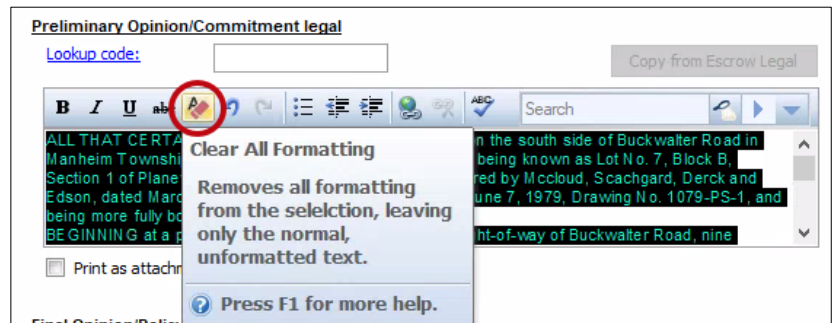 Preliminary Opinion/Commitment legal
Lookup code:
Copy from Escrow Legal
B I U abc ABC Search
ALL THAT CERTA n the south side of Buckwalter Road in
Manheim Townshi being known as Lot No. 7, Block B,
Section 1 of Plane red by Mccloud, Scachgard, Derck and
Edson, dated Marc une 7, 1979, Drawing No. 1079-PS-1, and
being more fully bo
BEGINNING at a p ht-of-way of Buckwalter Road, nine
Clear All Formatting
Removes all formatting
from the selelction, leaving
only the normal,
unformatted text.
Press F1 for more help.
Print as attachm